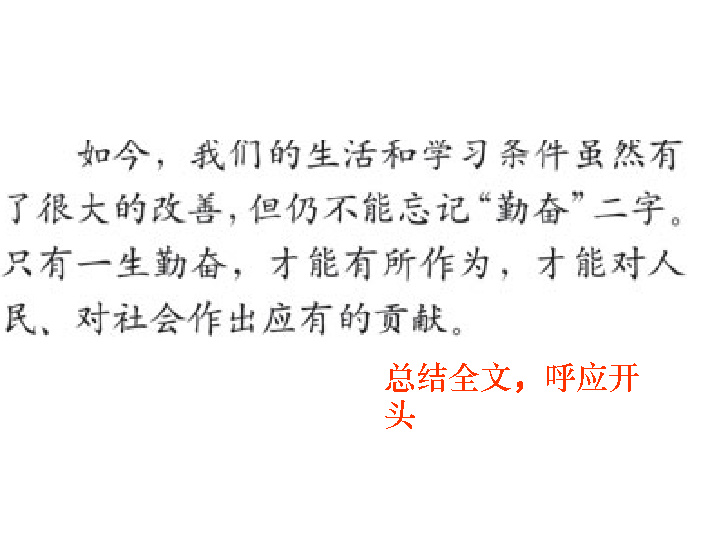 如今，我们的生活和学习条件虽然有
了很大的改善，但仍不能忘记“勤奋”二字。
只有一生勤奋，才能有所作为，才能对人
民、对社会作出应有的贡献。
总结全文，呼应开
头